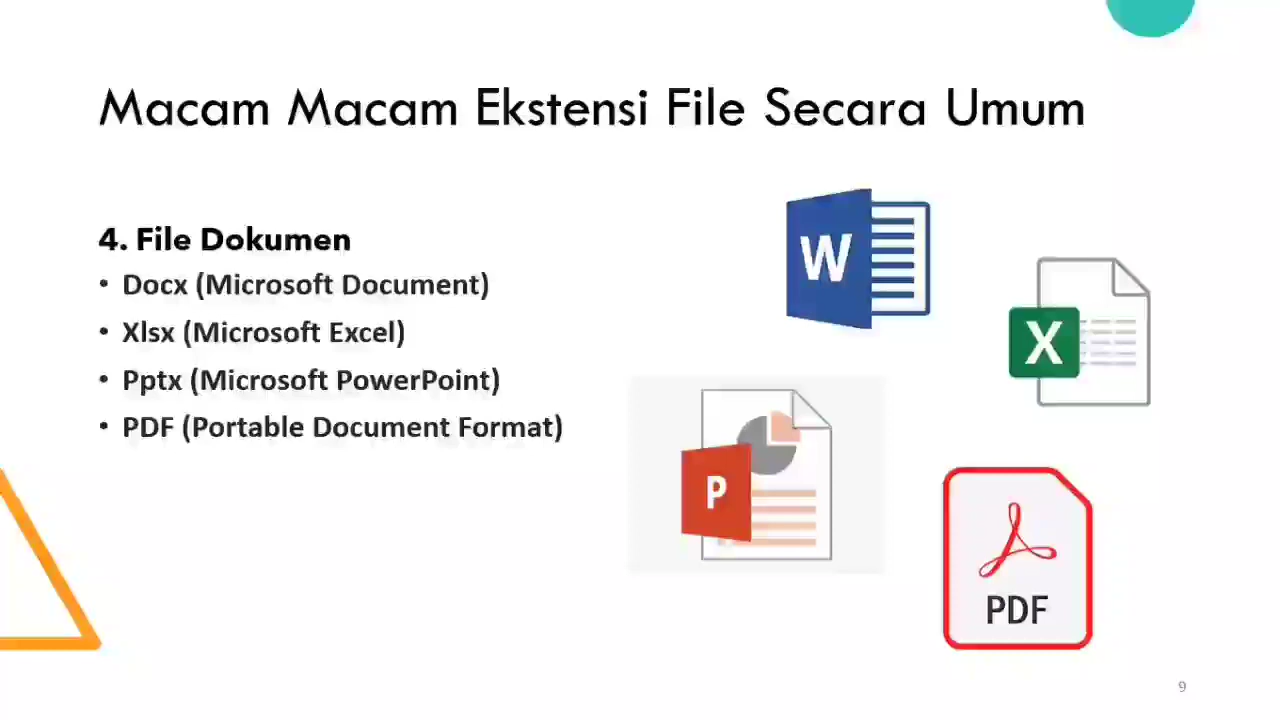 Macam Macam Ekstensi File Secara Umum
4. File Dokumen
• Docx (Microsoft Document)
• Xlsx (Microsoft Excel)
• Pptx (Microsoft PowerPoint)
• PDF (Portable Document Format)
W
X
P
PDF
9